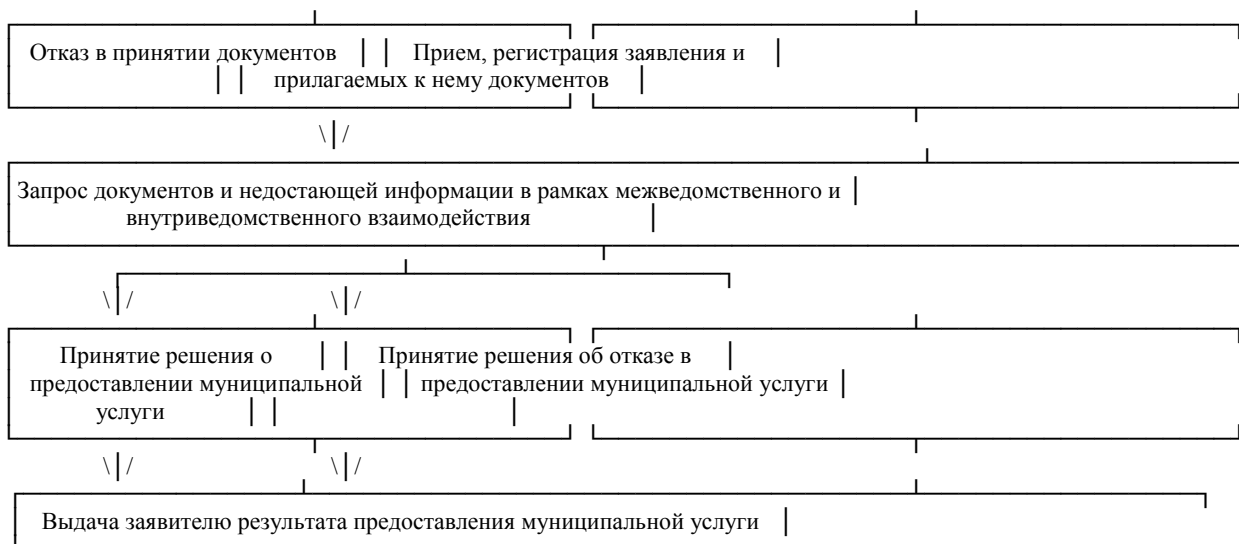 Отказ в принятии документов │ │ Прием, регистрация заявления и │
│ │ прилагаемых к нему документов │
\│/
Запрос документов и недостающей информации в рамках межведомственного и │
внутриведомственного взаимодействия │
\│/ \│/
Принятие решения о │ │ Принятие решения об отказе в │
предоставлении муниципальной │ │ предоставлении муниципальной услуги │
услуги │ │ │
\│/ \│/
Выдача заявителю результата предоставления муниципальной услуги │